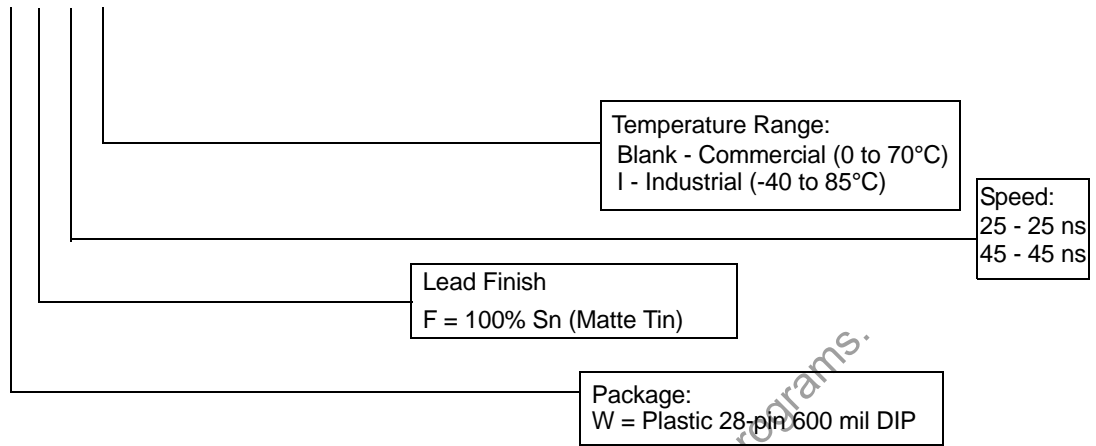 Temperature Range:
Blank - Commercial (0 to 70°C)
I - Industrial (-40 to 85°C)
Speed:
25 - 25 ns
45 - 45 ns
Lead Finish
F = 100% Sn (Matte Tin)
Package:
W = Plastic 28-pin 600 mil DIP